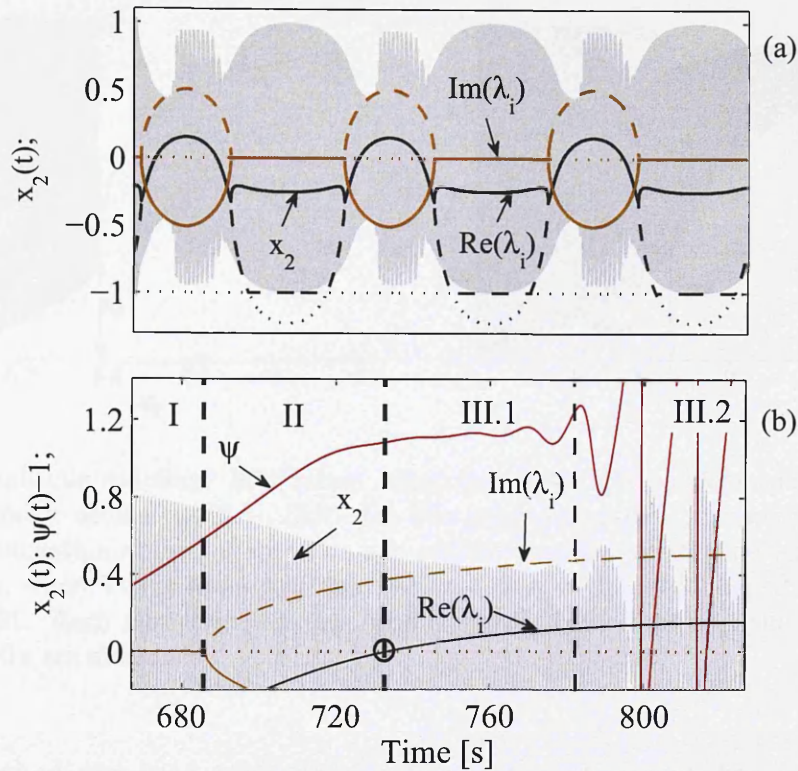 (a)
x₂(t);
1
0.5
0
−0.5
−1
Im(λᵢ)
x₂
Re(λᵢ)
(b)
x₂(t); ψ(t)−1;
1.2
0.8
0.4
0
I
II
III.1
III.2
ψ
x₂
Im(λᵢ)
Re(λᵢ)
680
720
760
800
Time [s]